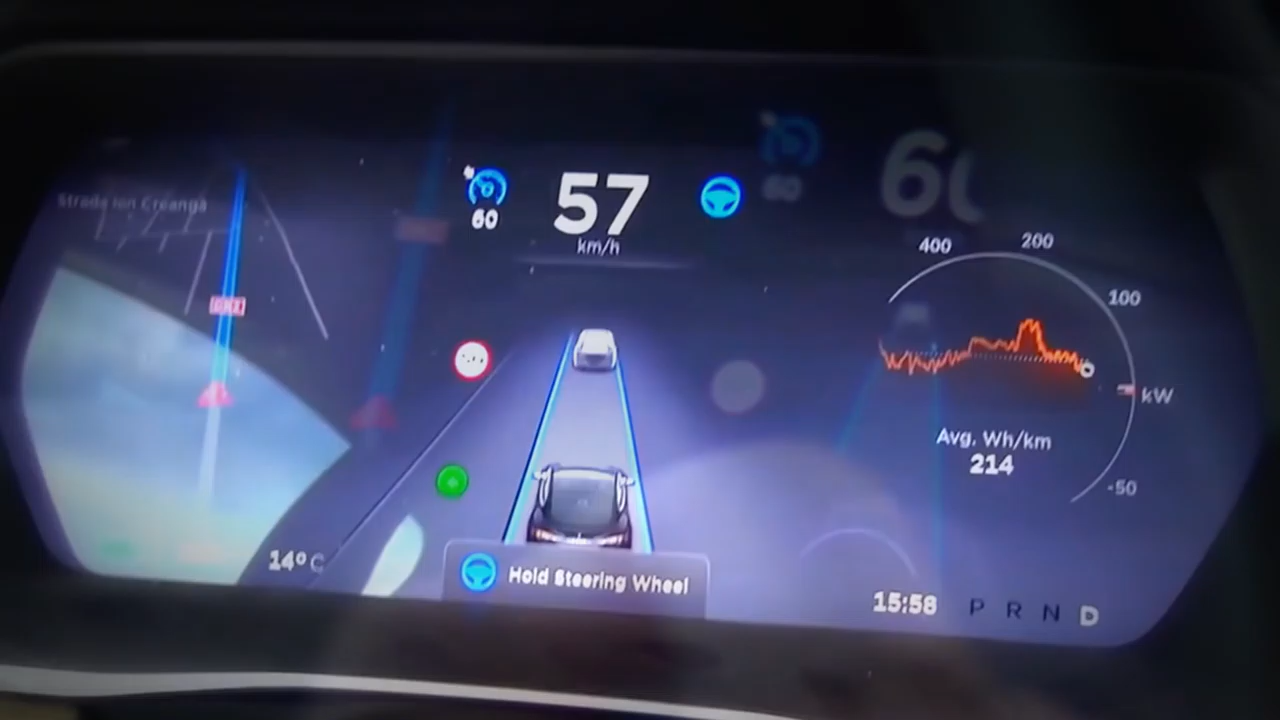 Strada Ion Creangă
60
57
km/h
60
400
200
100
kW
Avg. Wh/km
214
-50
14° C
Hold Steering Wheel
15:58
P R N D